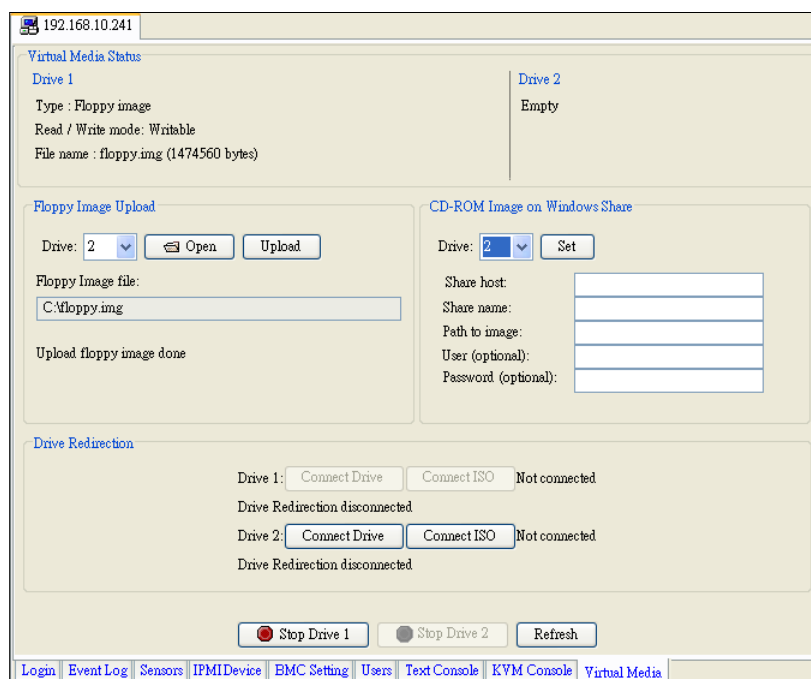 192.168.10.241
Virtual Media Status
Drive 1
Type : Floppy image
Read / Write mode: Writable
File name : floppy.img (1474560 bytes)
Drive 2
Empty
Floppy Image Upload
Drive: 2 Open Upload
Floppy Image file:
C:\floppy.img
Upload floppy image done
CD-ROM Image on Windows Share
Drive: 2 Set
Share host:
Share name:
Path to image:
User (optional):
Password (optional):
Drive Redirection
Drive 1: Connect Drive Connect ISO Not connected
Drive Redirection disconnected
Drive 2: Connect Drive Connect ISO Not connected
Drive Redirection disconnected
Stop Drive 1 Stop Drive 2 Refresh
Login Event Log Sensors IPMI Device BMC Setting Users Text Console KVM Console Virtual Media